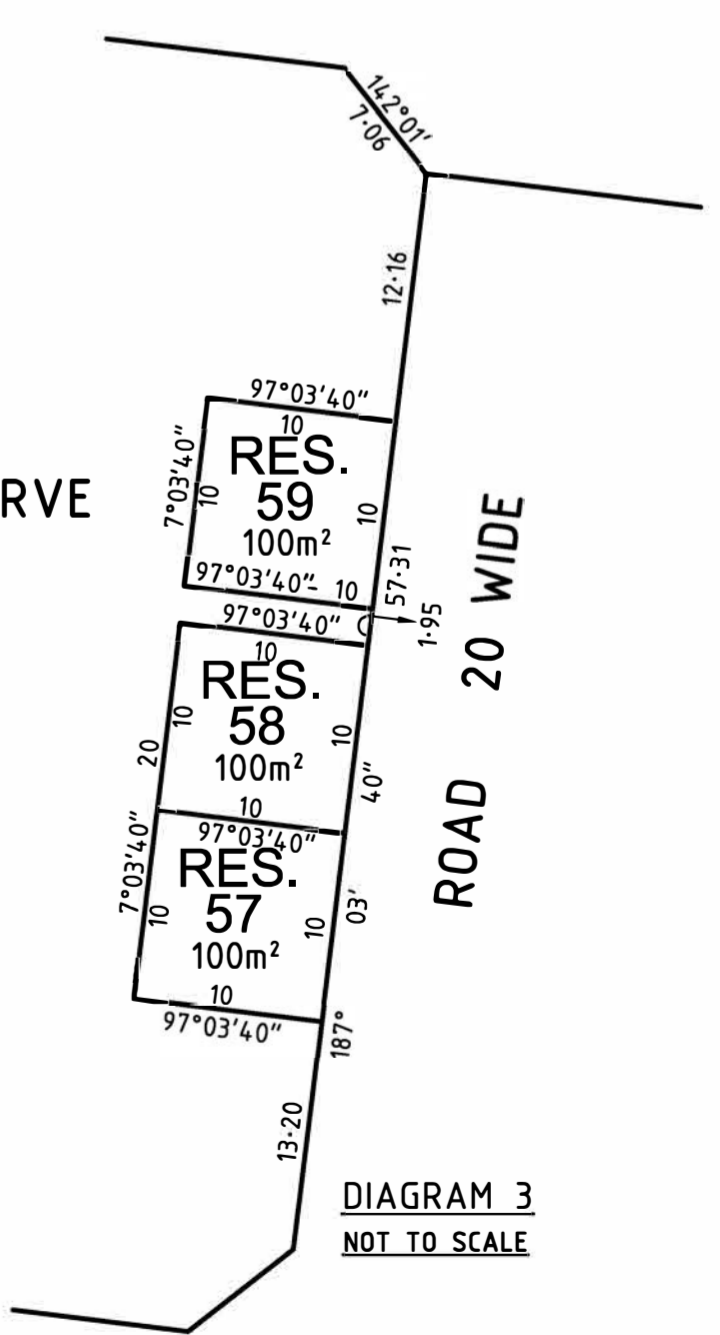 142°01'
7·06
12·16
97°03'40"
10
7°03'40"
10
RES.
59
100m²
10
97°03'40"
10
RVE
57·31
1·95
20 WIDE
97°03'40"
10
RES.
58
100m²
10
20
10
40"
10
97°03'40"
ROAD
7°03'40"
RES.
57
100m²
10
10
03'
10
97°03'40"
187°
13·20
DIAGRAM 3
NOT TO SCALE